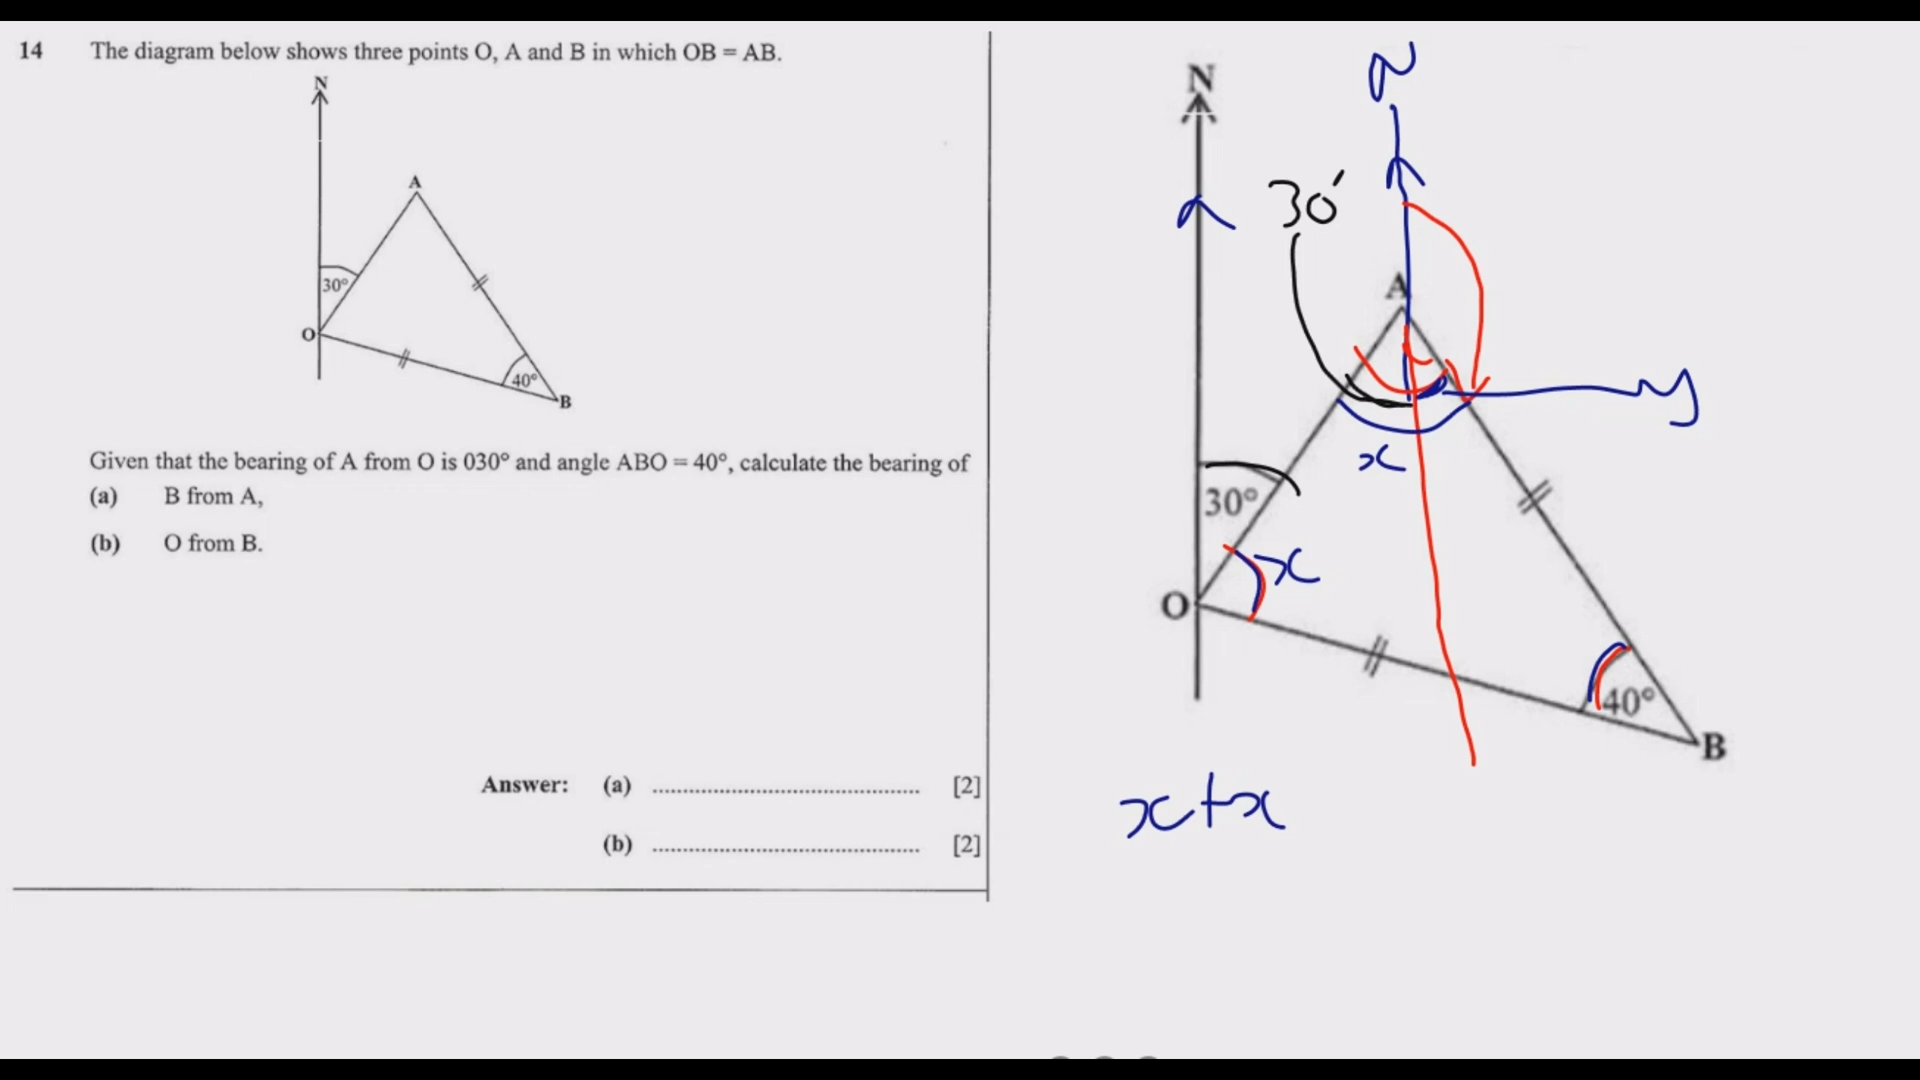 14 The diagram below shows three points O, A and B in which OB = AB.
N
A
30°
O
40°
B
Given that the bearing of A from O is 030° and angle ABO = 40°, calculate the bearing of
(a) B from A,
(b) O from B.
Answer: (a) ........................................ [2]
(b) ........................................ [2]
N
N
30°
A
y
x
30°
x
O
40°
B
x+x